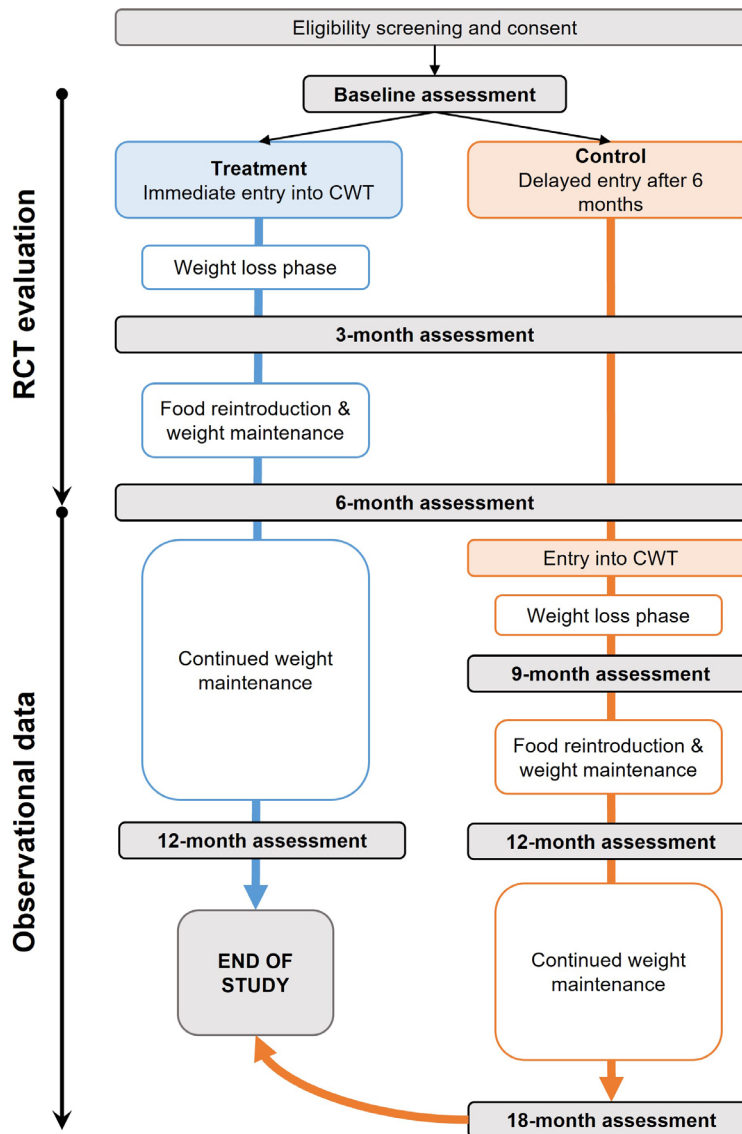 Eligibility screening and consent
Baseline assessment
RCT evaluation
Treatment
Immediate entry into CWT
Control
Delayed entry after 6
months
Weight loss phase
3-month assessment
Food reintroduction &
weight maintenance
6-month assessment
Observational data
Continued weight
maintenance
Entry into CWT
Weight loss phase
9-month assessment
Food reintroduction &
weight maintenance
12-month assessment
12-month assessment
END OF
STUDY
Continued weight
maintenance
18-month assessment